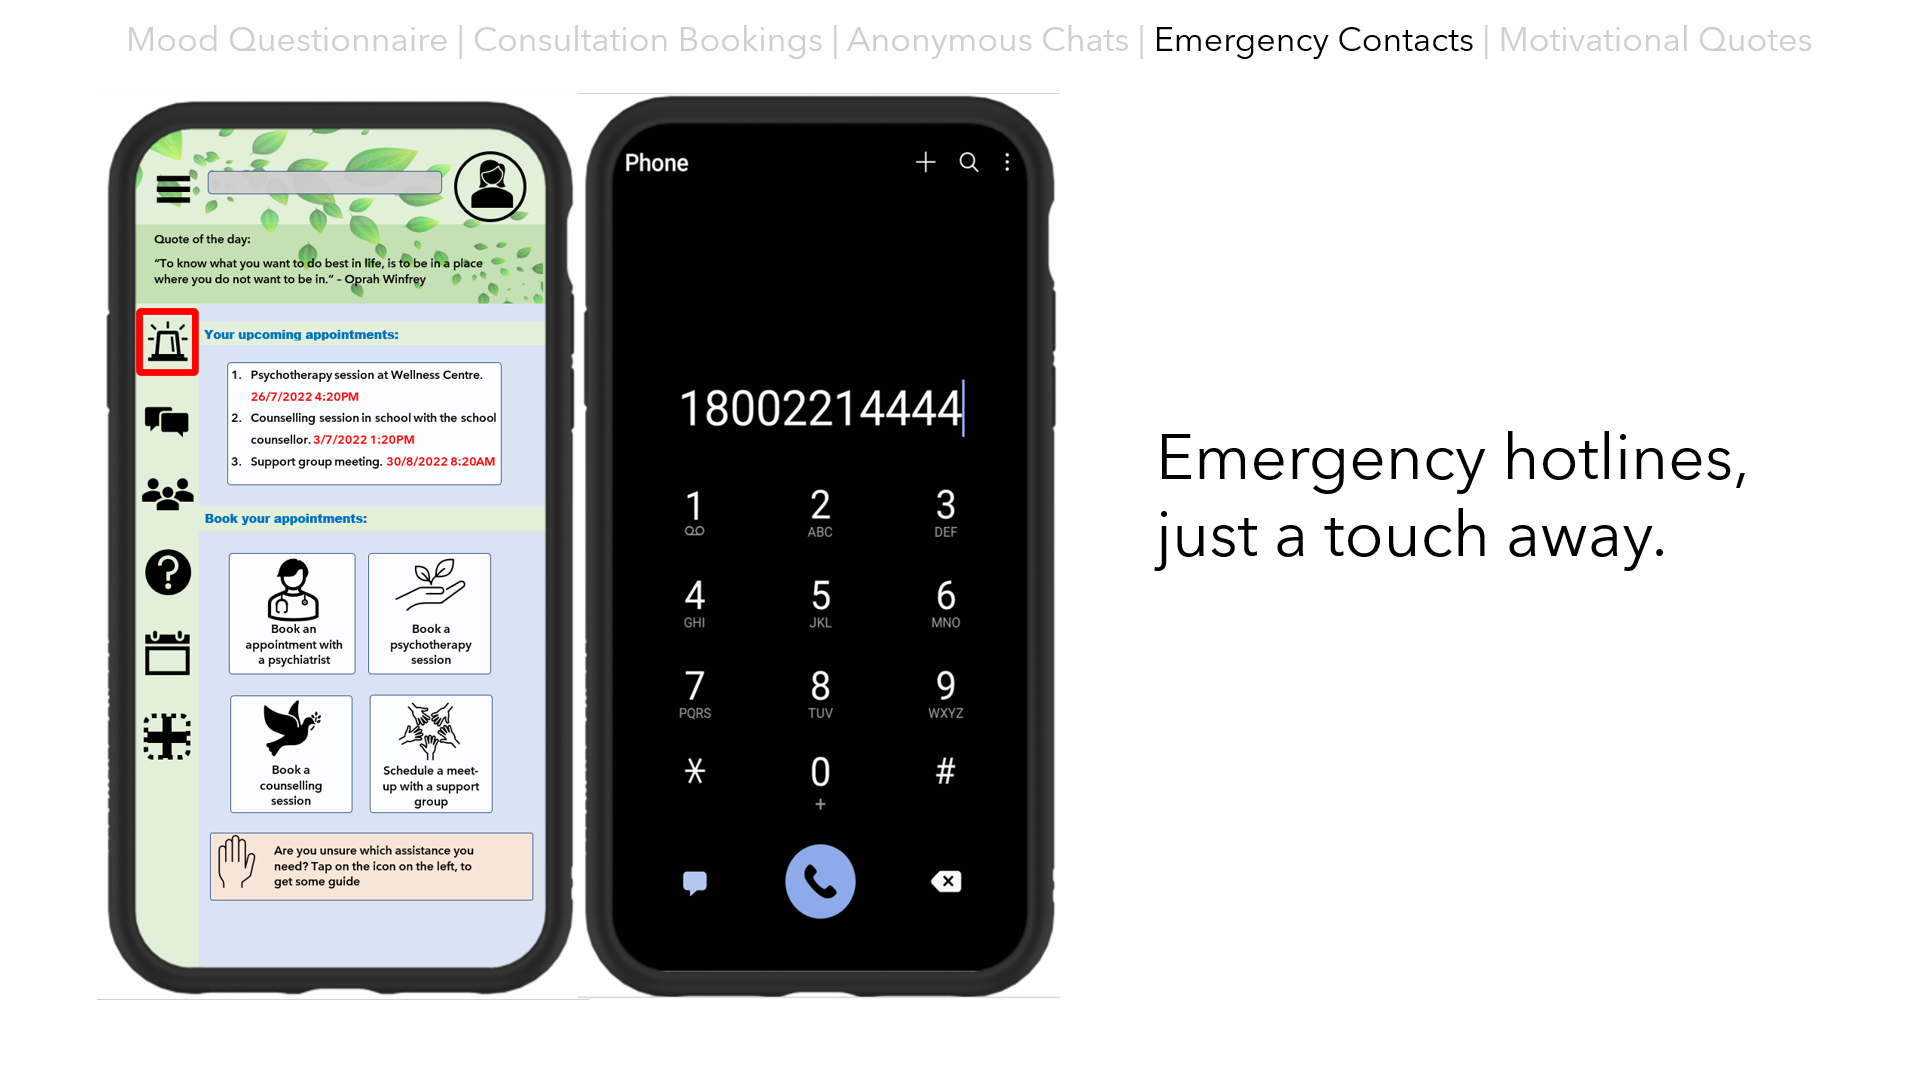 Mood Questionnaire | Consultation Bookings | Anonymous Chats | Emergency Contacts | Motivational Quotes
Quote of the day:
“To know what you want to do best in life, is to be in a place
where you do not want to be in.” – Oprah Winfrey
Your upcoming appointments:
1. Psychotherapy session at Wellness Centre.
26/7/2022 4:20PM
2. Counselling session in school with the school
counsellor. 3/7/2022 1:20PM
3. Support group meeting. 30/8/2022 8:20AM
Book your appointments:
Book an
appointment with
a psychiatrist
Book a
psychotherapy
session
Book a
counselling
session
Schedule a meet-
up with a support
group
Are you unsure which assistance you
need? Tap on the icon on the left, to
get some guide
Phone
18002214444
1 2 3
ABC DEF
4 5 6
GHI JKL MNO
7 8 9
PQRS TUV WXYZ
* 0 #
+
Emergency hotlines,
just a touch away.